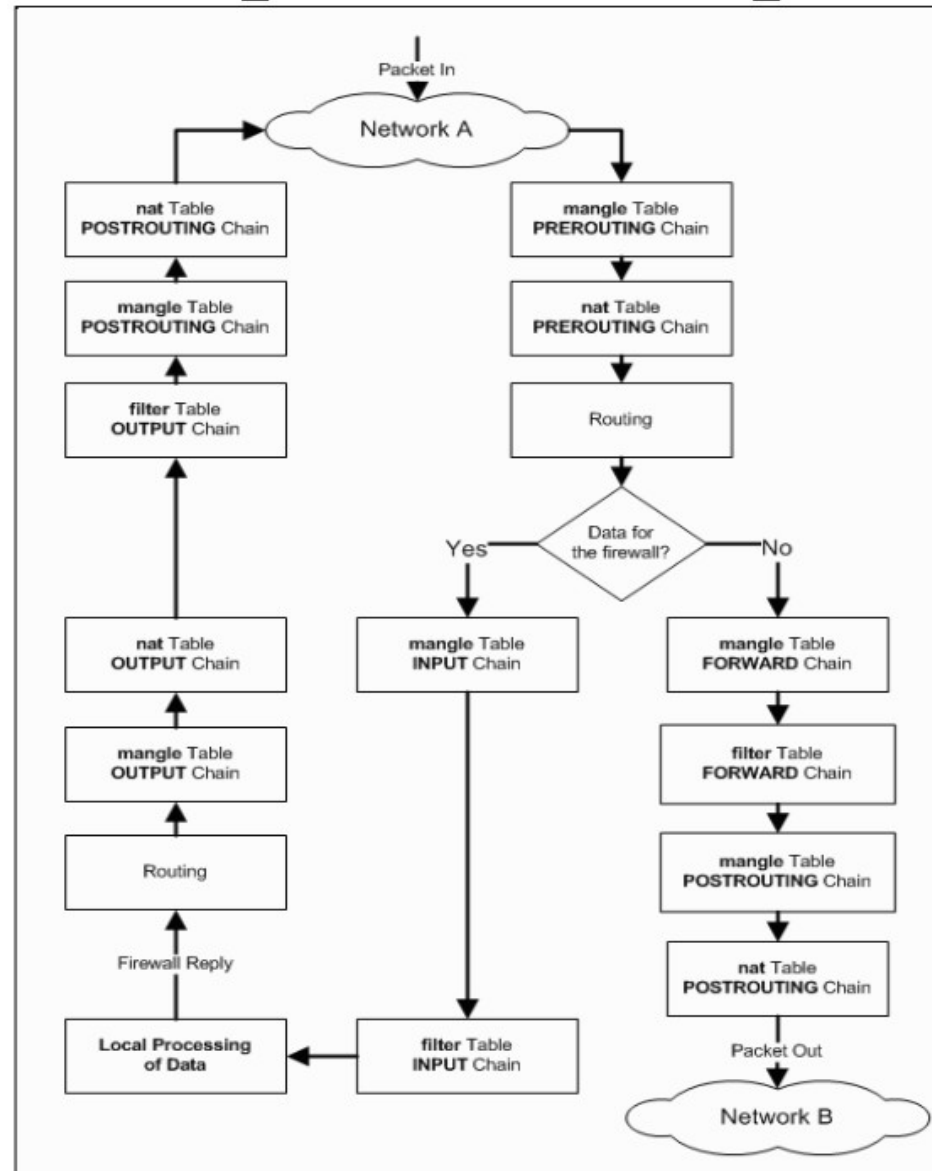 Packet In
Network A
nat Table
POSTROUTING Chain
mangle Table
PREROUTING Chain
mangle Table
POSTROUTING Chain
nat Table
PREROUTING Chain
filter Table
OUTPUT Chain
Routing
Data for
the firewall?
Yes
No
nat Table
OUTPUT Chain
mangle Table
INPUT Chain
mangle Table
FORWARD Chain
mangle Table
OUTPUT Chain
filter Table
FORWARD Chain
Routing
mangle Table
POSTROUTING Chain
Firewall Reply
nat Table
POSTROUTING Chain
Local Processing
of Data
filter Table
INPUT Chain
Packet Out
Network B